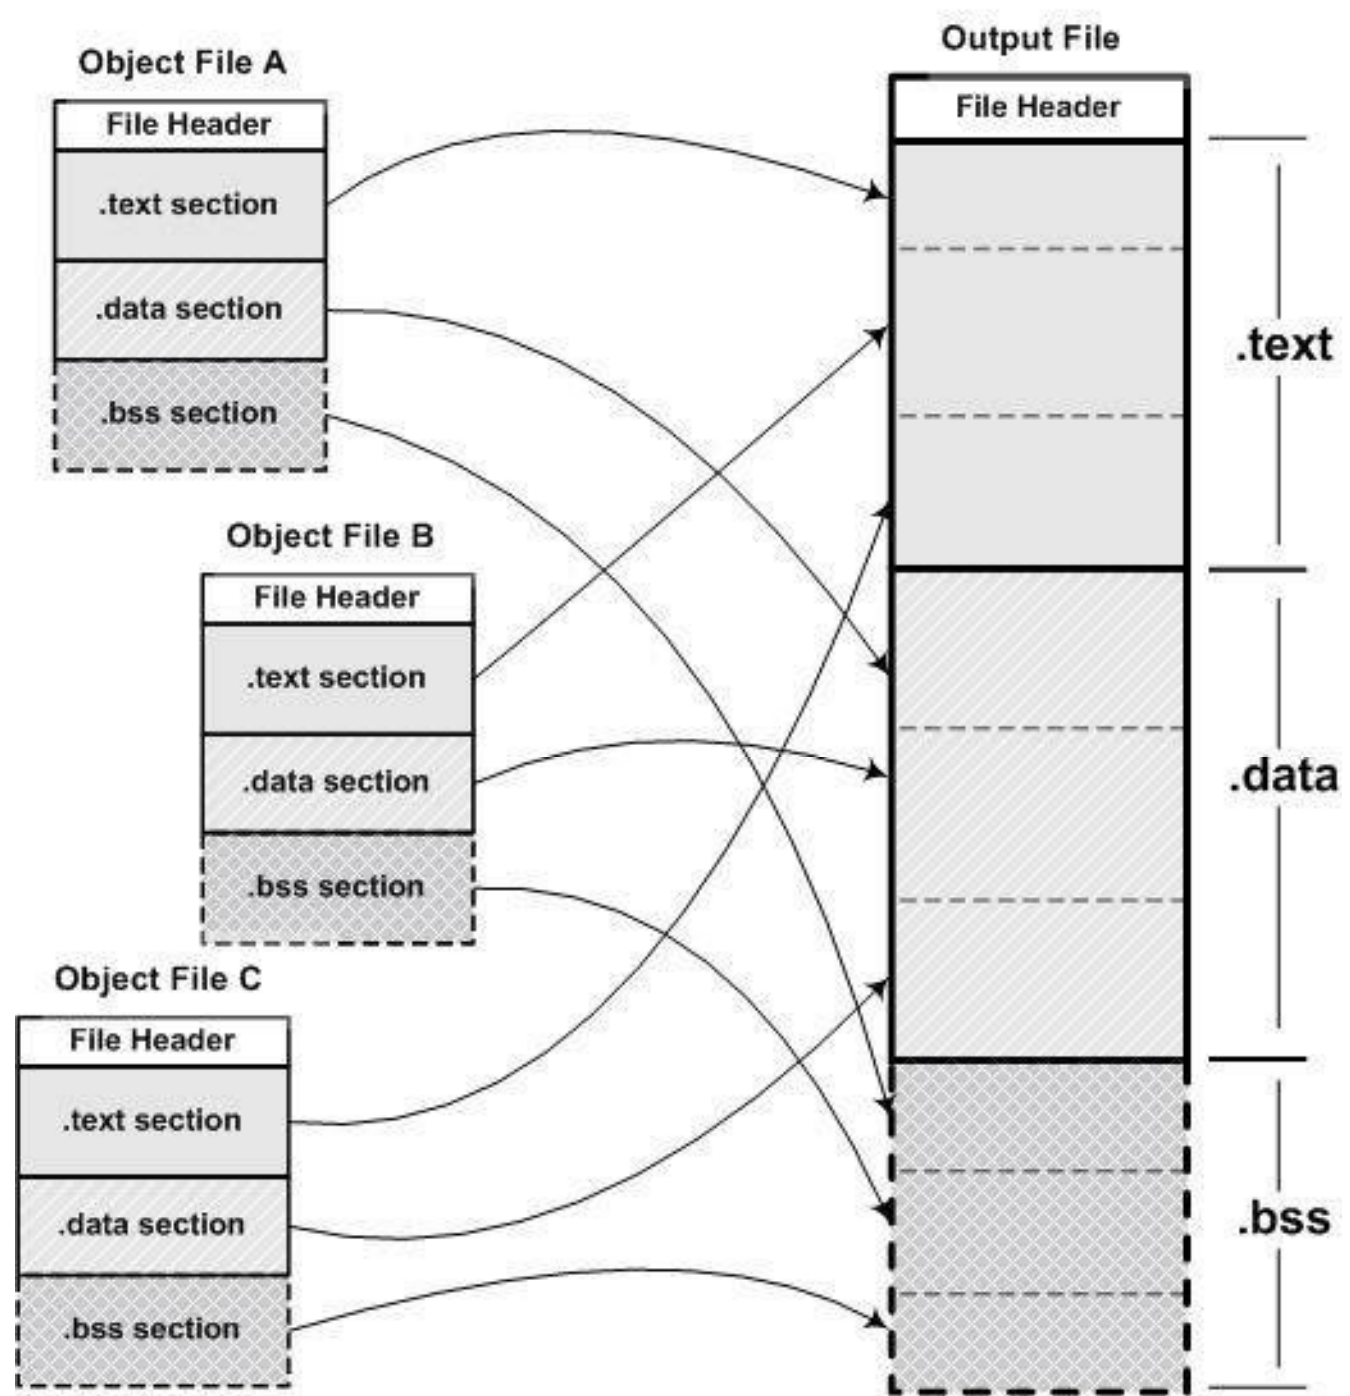 Object File A
File Header
.text section
.data section
.bss section
Object File B
File Header
.text section
.data section
.bss section
Object File C
File Header
.text section
.data section
.bss section
Output File
File Header
.text
.data
.bss